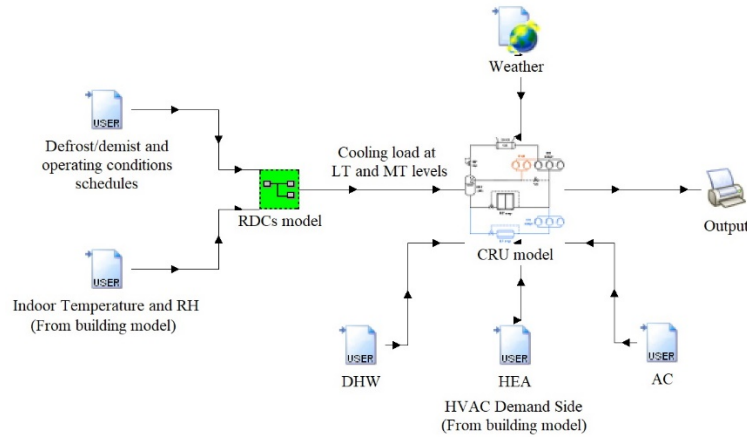 Weather
USER
Defrost/demist and
operating conditions
schedules
Cooling load at
LT and MT levels
RDCs model
Output
USER
Indoor Temperature and RH
(From building model)
CRU model
USER
DHW
USER
HEA
USER
AC
HVAC Demand Side
(From building model)